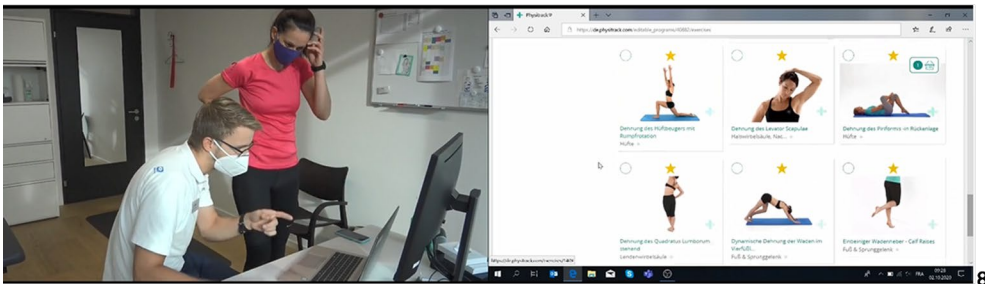 Physitrack®
https://de.physitrack.com/editable_programs/40882/exercises
Dehnung des Hüftbeugers mit
Rumpfrotation
Hüfte
Dehnung des Levator Scapulae
Halswirbelsäule, Nac...
Dehnung des Piriformis in Rückenlage
Hüfte
1
Dehnung des Quadratus Lumborum
stehend
Lendenwirbelsäule
Dynamische Dehnung der Waden im
Vierfüßl...
Fuß & Sprunggelenk
Einbeiniger Wadenheber - Calf Raises
Fuß & Sprunggelenk
FRA
09:28
02.10.2020
8